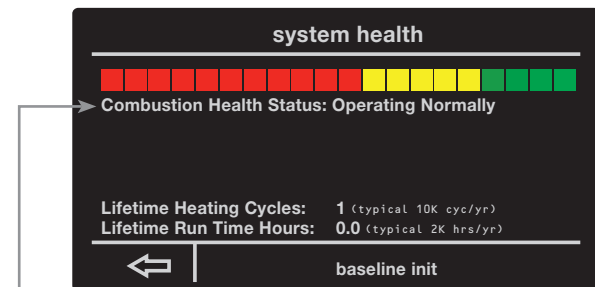 system health
Combustion Health Status: Operating Normally
Lifetime Heating Cycles: 1 (typical 10K cyc/yr)
Lifetime Run Time Hours: 0.0 (typical 2K hrs/yr)
baseline init